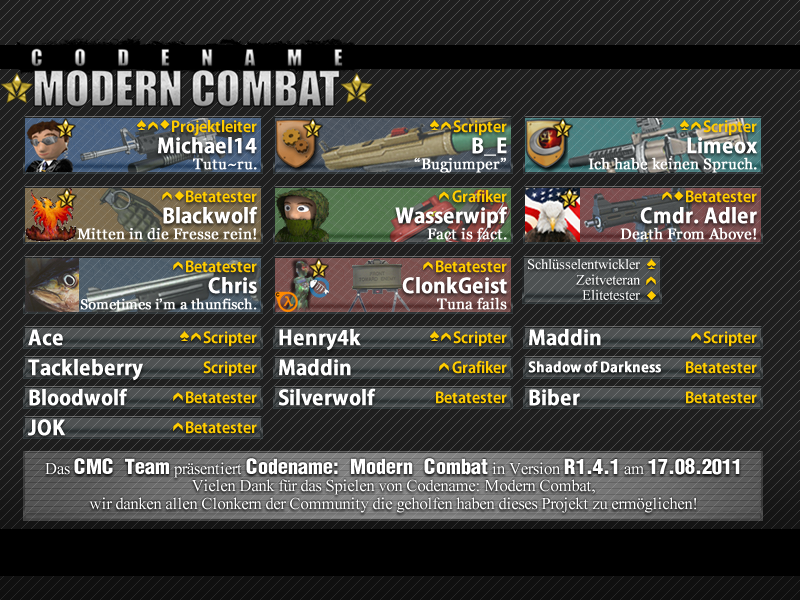 CODENAME
MODERN COMBAT
Projektleiter
Michael14
Tutu~ru.
Scripter
B_E
"Bugjumper"
Scripter
Limeox
Ich habe keinen Spruch.
Betatester
Blackwolf
Mitten in die Fresse rein!
Grafiker
Wasserwipf
Fact is fact.
Betatester
Cmdr. Adler
Death From Above!
Betatester
Chris
Sometimes i'm a thunfisch.
Betatester
ClonkGeist
Tuna fails
Schlüsselentwickler
Zeitveteran
Elitetester
Ace Scripter
Henry4k Scripter
Maddin Scripter
Tackleberry Scripter
Maddin Grafiker
Shadow of Darkness Betatester
Bloodwolf Betatester
Silverwolf Betatester
Biber Betatester
JOK Betatester
Das CMC Team präsentiert Codename: Modern Combat in Version R1.4.1 am 17.08.2011
Vielen Dank für das Spielen von Codename: Modern Combat,
wir danken allen Clonkern der Community die geholfen haben dieses Projekt zu ermöglichen!